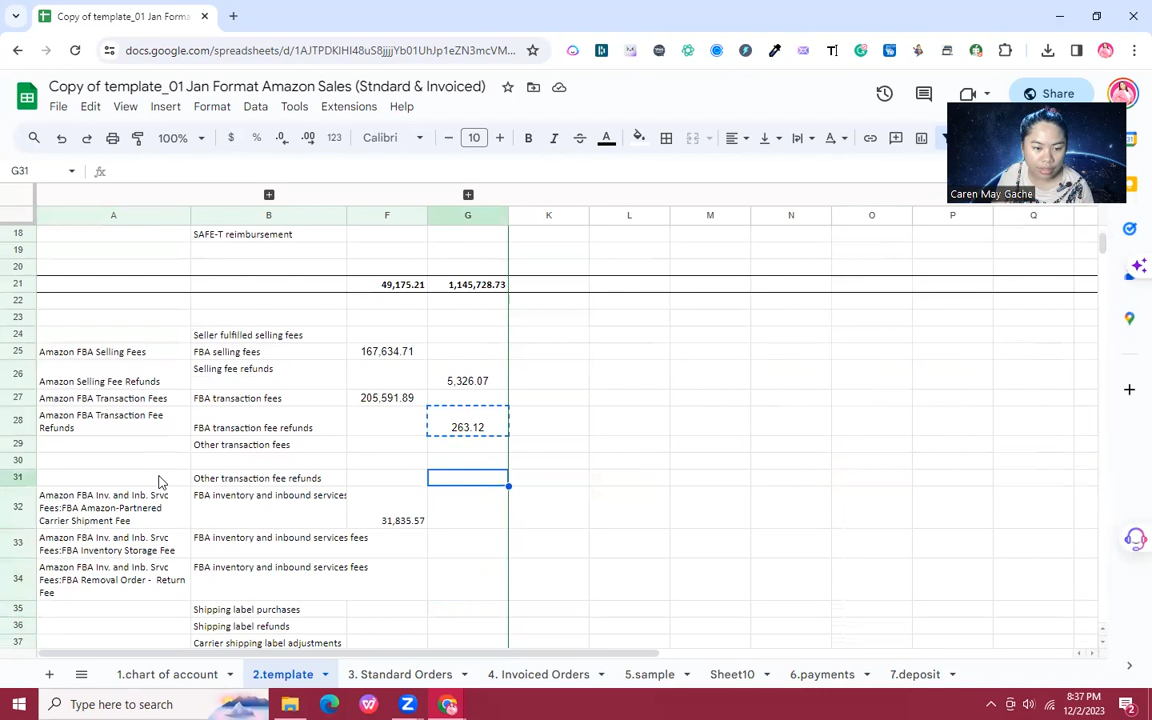 Copy of template_01 Jan Forma
docs.google.com/spreadsheets/d/1AJTPDKIHI48uS8jjjjYb01UhJp1eZN3mcVM...
Copy of template_01 Jan Format Amazon Sales (Stndard & Invoiced)
File Edit View Insert Format Data Tools Extensions Help
Share
100% $ % .0 .00 123 Calibri 10 B I S A
Caren May Gache
G31 fx
A B F G K L M N O P Q
18 SAFE-T reimbursement
19
20
21 49,175.21 1,145,728.73
22
23
24 Seller fulfilled selling fees
25 Amazon FBA Selling Fees FBA selling fees 167,634.71
26 Selling fee refunds
Amazon Selling Fee Refunds 5,326.07
27 Amazon FBA Transaction Fees FBA transaction fees 205,591.89
28 Amazon FBA Transaction Fee
Refunds FBA transaction fee refunds 263.12
29 Other transaction fees
30
31 Other transaction fee refunds
32 Amazon FBA Inv. and Inb. Srvc FBA inventory and inbound services
Fees:FBA Amazon-Partnered
Carrier Shipment Fee 31,835.57
33 Amazon FBA Inv. and Inb. Srvc FBA inventory and inbound services fees
Fees:FBA Inventory Storage Fee
34 Amazon FBA Inv. and Inb. Srvc FBA inventory and inbound services fees
Fees:FBA Removal Order - Return
Fee
35 Shipping label purchases
36 Shipping label refunds
37 Carrier shipping label adjustments
1.chart of account 2.template 3. Standard Orders 4. Invoiced Orders 5.sample Sheet10 6.payments 7.deposit
Type here to search
8:37 PM
12/2/2023
2